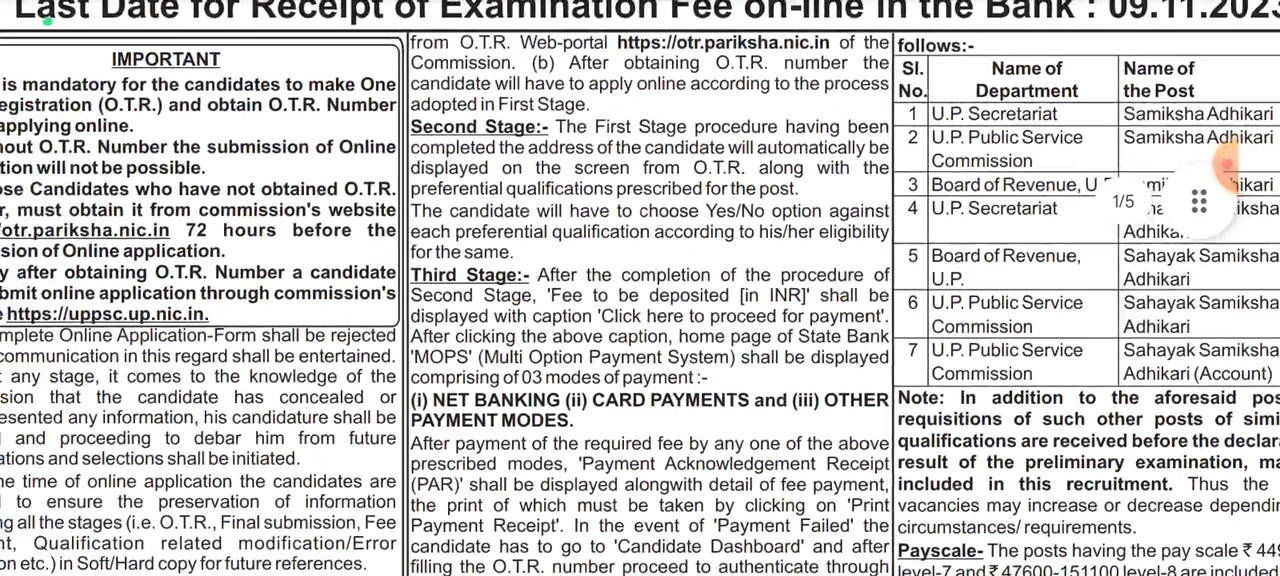 Last Date for Receipt of Examination Fee on-line in the Bank : 09.11.2023
IMPORTANT
is mandatory for the candidates to make One
egistration (O.T.R.) and obtain O.T.R. Number
applying online.
out O.T.R. Number the submission of Online
tion will not be possible.
ose Candidates who have not obtained O.T.R.
r, must obtain it from commission's website
/otr.pariksha.nic.in 72 hours before the
sion of Online application.
y after obtaining O.T.R. Number a candidate
bmit online application through commission's
e https://uppsc.up.nic.in.
mplete Online Application-Form shall be rejected
communication in this regard shall be entertained.
t any stage, it comes to the knowledge of the
sion that the candidate has concealed or
esented any information, his candidature shall be
and proceeding to debar him from future
ations and selections shall be initiated.
he time of online application the candidates are
to ensure the preservation of information
ng all the stages (i.e. O.T.R., Final submission, Fee
nt, Qualification related modification/Error
on etc.) in Soft/Hard copy for future references.
from O.T.R. Web-portal https://otr.pariksha.nic.in of the
Commission. (b) After obtaining O.T.R. number the
candidate will have to apply online according to the process
adopted in First Stage.
Second Stage:- The First Stage procedure having been
completed the address of the candidate will automatically be
displayed on the screen from O.T.R. along with the
preferential qualifications prescribed for the post.
The candidate will have to choose Yes/No option against
each preferential qualification according to his/her eligibility
for the same.
Third Stage:- After the completion of the procedure of
Second Stage, 'Fee to be deposited [in INR]' shall be
displayed with caption 'Click here to proceed for payment'.
After clicking the above caption, home page of State Bank
'MOPS' (Multi Option Payment System) shall be displayed
comprising of 03 modes of payment :-
(i) NET BANKING (ii) CARD PAYMENTS and (iii) OTHER
PAYMENT MODES.
After payment of the required fee by any one of the above
prescribed modes, 'Payment Acknowledgement Receipt
(PAR)' shall be displayed alongwith detail of fee payment,
the print of which must be taken by clicking on 'Print
Payment Receipt'. In the event of 'Payment Failed' the
candidate has to go to 'Candidate Dashboard' and after
filling the O.T.R. number proceed to authenticate through
follows:-
Sl. Name of Name of
No. Department the Post
1 U.P. Secretariat Samiksha Adhikari
2 U.P. Public Service Samiksha Adhikari
Commission
3 Board of Revenue, U hikari
1/5
4 U.P. Secretariat iksha
Adhika
5 Board of Revenue, Sahayak Samiksha
U.P. Adhikari
6 U.P. Public Service Sahayak Samiksha
Commission Adhikari
7 U.P. Public Service Sahayak Samiksha
Commission Adhikari (Account)
Note: In addition to the aforesaid pos
requisitions of such other posts of simi
qualifications are received before the declara
result of the preliminary examination, ma
included in this recruitment. Thus the
vacancies may increase or decrease dependin
circumstances/ requirements.
Payscale- The posts having the pay scale ₹ 449
level-7 and ₹ 47600-151100 level-8 are included